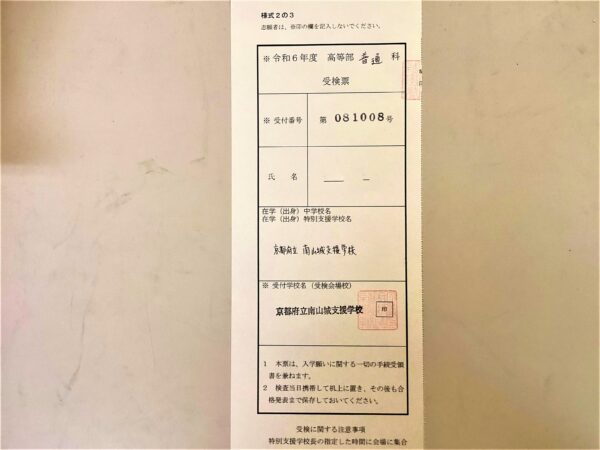 様式2の3
志願者は、※印の欄を記入しないでください。
※令和6年度 高等部 普通 科
受検票
※ 受付番号 第 081008 号
氏 名
在学(出身)中学校名
在学(出身)特別支援学校名
京都府立 南山城支援学校
※ 受付学校名(受検会場校)
京都府立南山城支援学校 印
1 本票は、入学願いに関する一切の手続受領
書を兼ねます。
2 検査当日携帯して机上に置き、その後も合
格発表まで保存しておいてください。
受検に関する注意事項
特別支援学校長の指定した時間に会場に集合